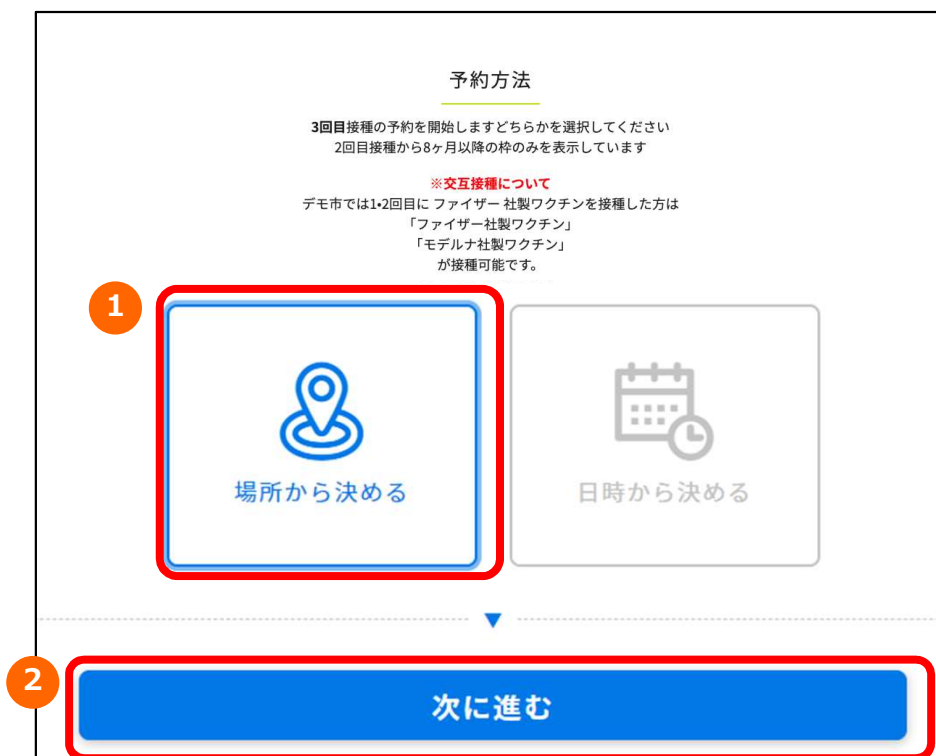 予約方法
3回目接種の予約を開始しますどちらかを選択してください
2回目接種から8ヶ月以降の枠のみを表示しています
※交互接種について
デモ市では1•2回目に ファイザー 社製ワクチンを接種した方は
「ファイザー社製ワクチン」
「モデルナ社製ワクチン」
が接種可能です。
1
場所から決める
日時から決める
2
次に進む